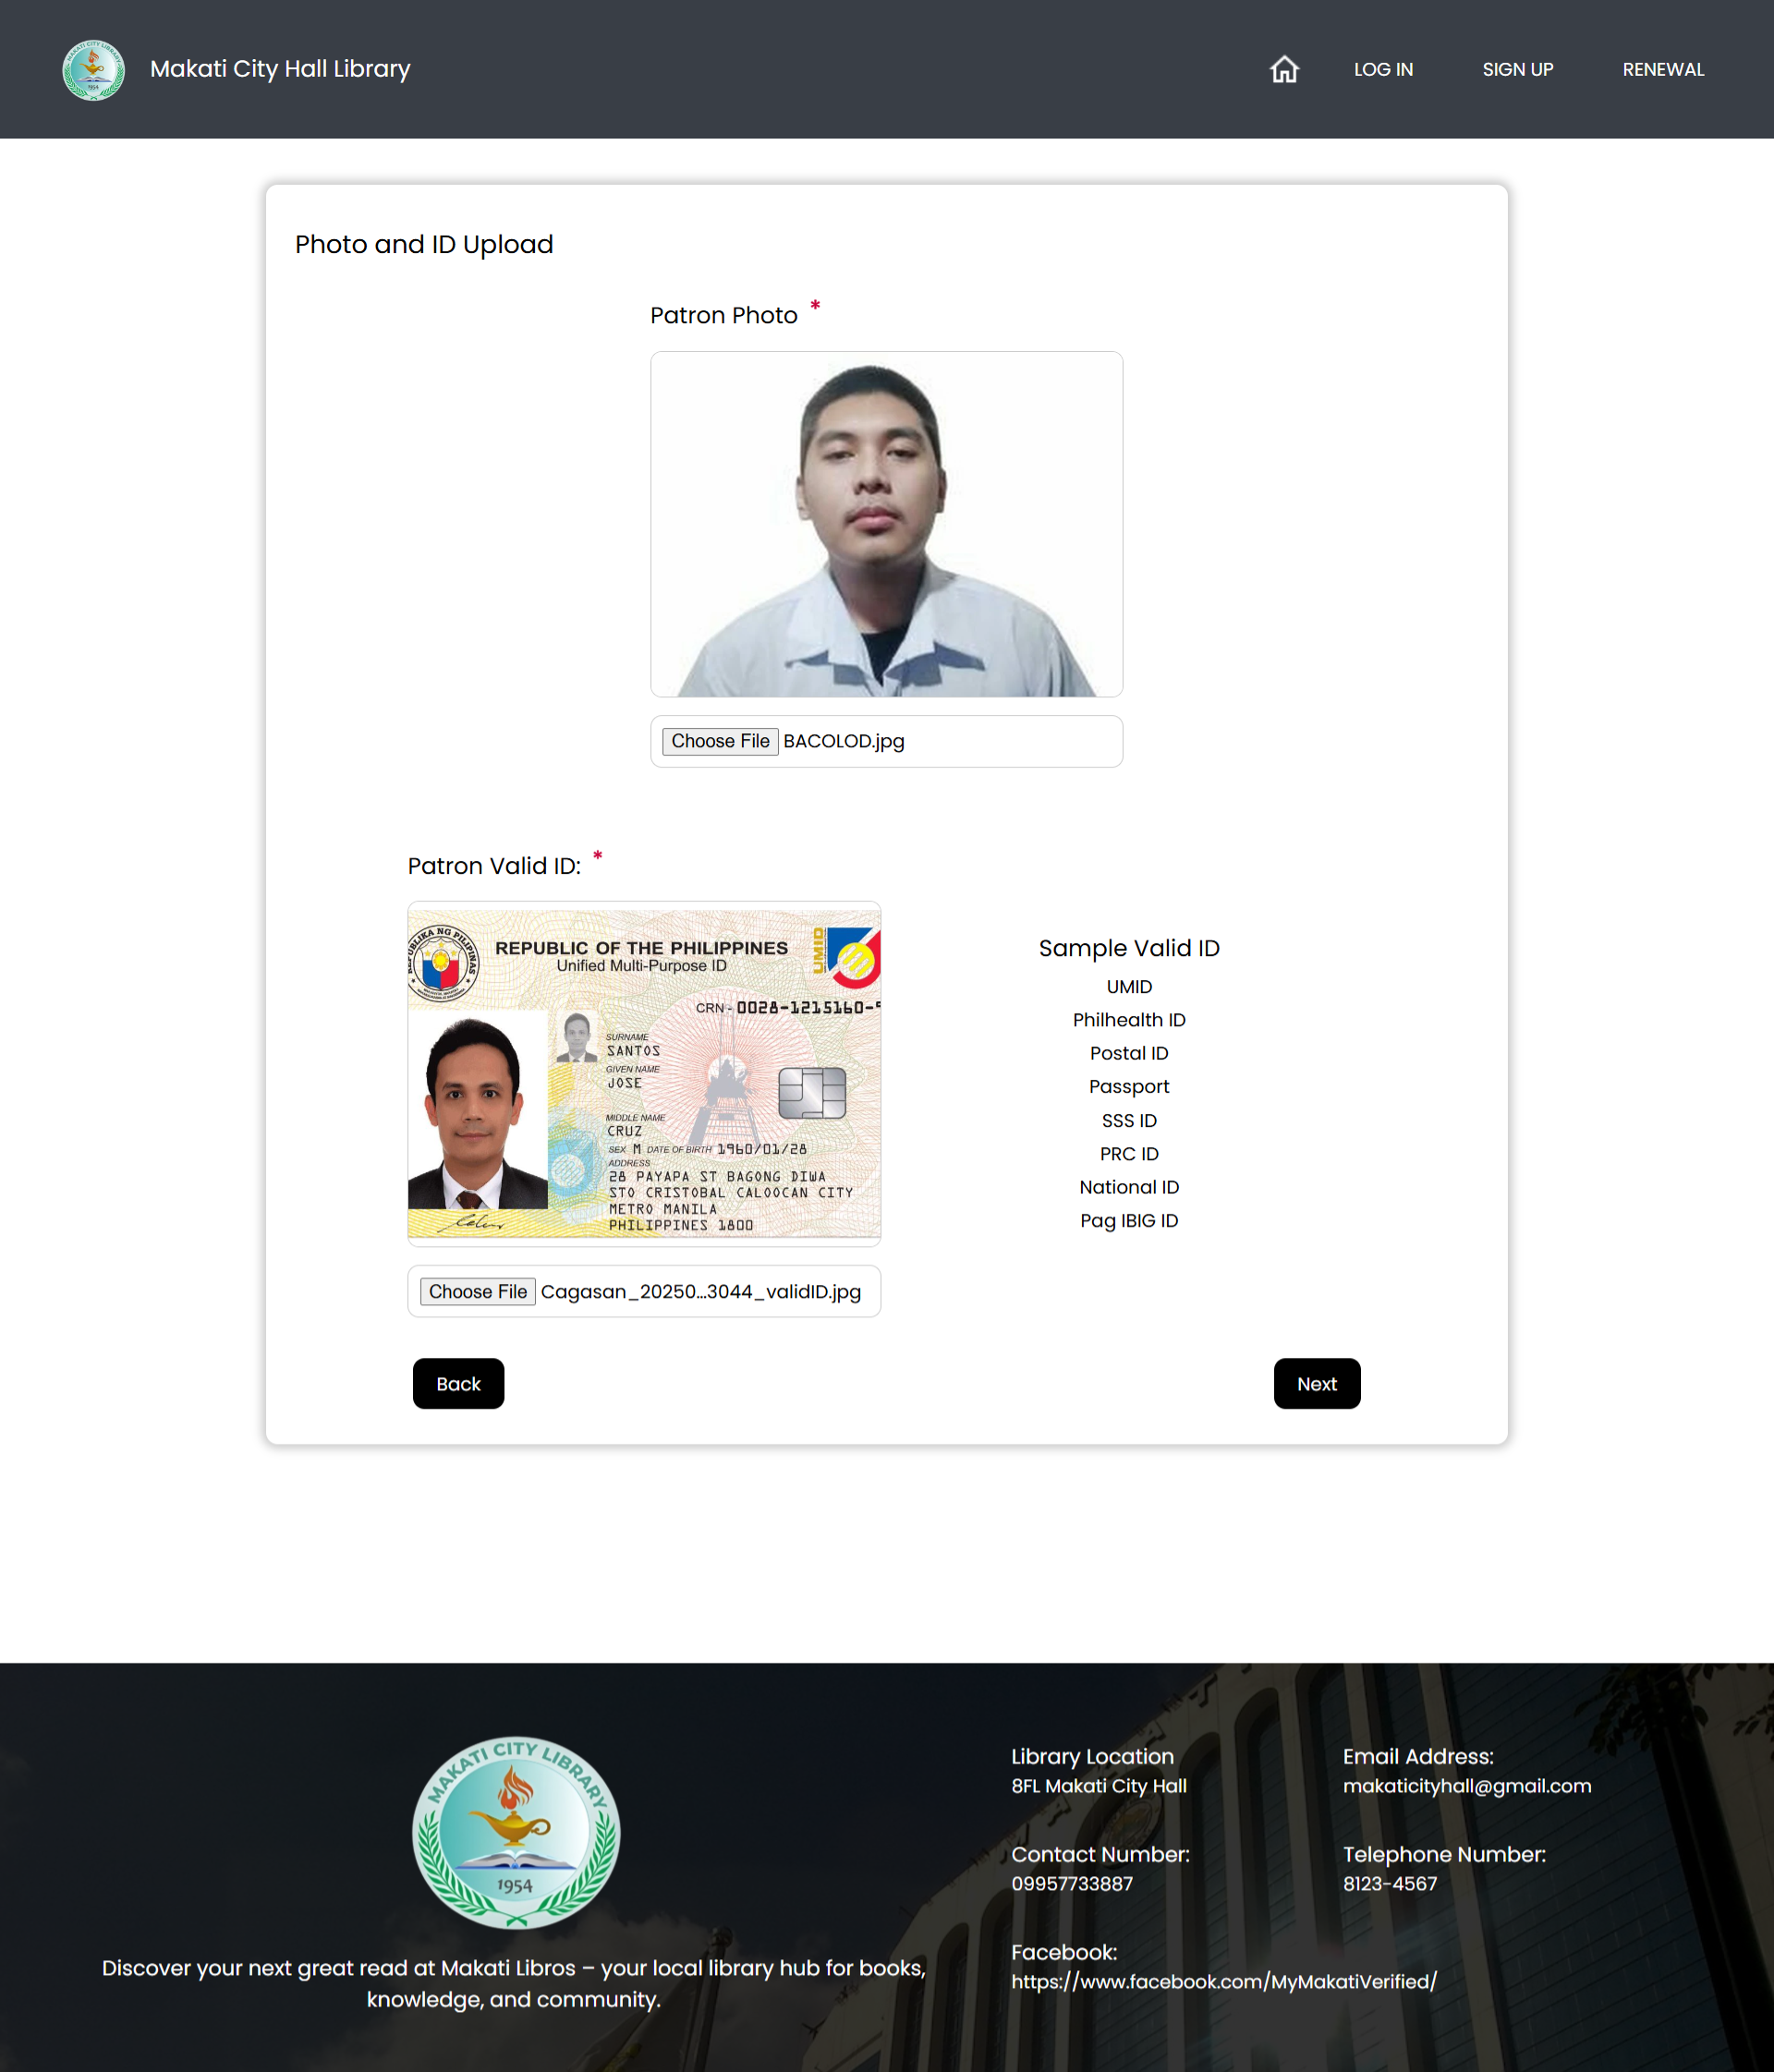 MAKATI CITY LIBRARY
1954
Makati City Hall Library
LOG IN
SIGN UP
RENEWAL
Photo and ID Upload
Patron Photo *
Choose File BACOLOD.jpg
Patron Valid ID: *
REPUBLIKA NG PILIPINAS
REPUBLIC OF THE PHILIPPINES
Unified Multi-Purpose ID
UMID
CRN - 0028-1215160-
SURNAME
SANTOS
GIVEN NAME
JOSE
MIDDLE NAME
CRUZ
SEX M DATE OF BIRTH 1960/01/28
ADDRESS
28 PAYAPA ST BAGONG DIWA
STO CRISTOBAL CALOOCAN CITY
METRO MANILA
PHILIPPINES 1800
Choose File Cagasan_20250...3044_validID.jpg
Sample Valid ID
UMID
Philhealth ID
Postal ID
Passport
SSS ID
PRC ID
National ID
Pag IBIG ID
Back
Next
MAKATI CITY LIBRARY
1954
Discover your next great read at Makati Libros – your local library hub for books,
knowledge, and community.
Library Location
8FL Makati City Hall
Email Address:
makaticityhall@gmail.com
Contact Number:
09957733887
Telephone Number:
8123-4567
Facebook:
https://www.facebook.com/MyMakatiVerified/